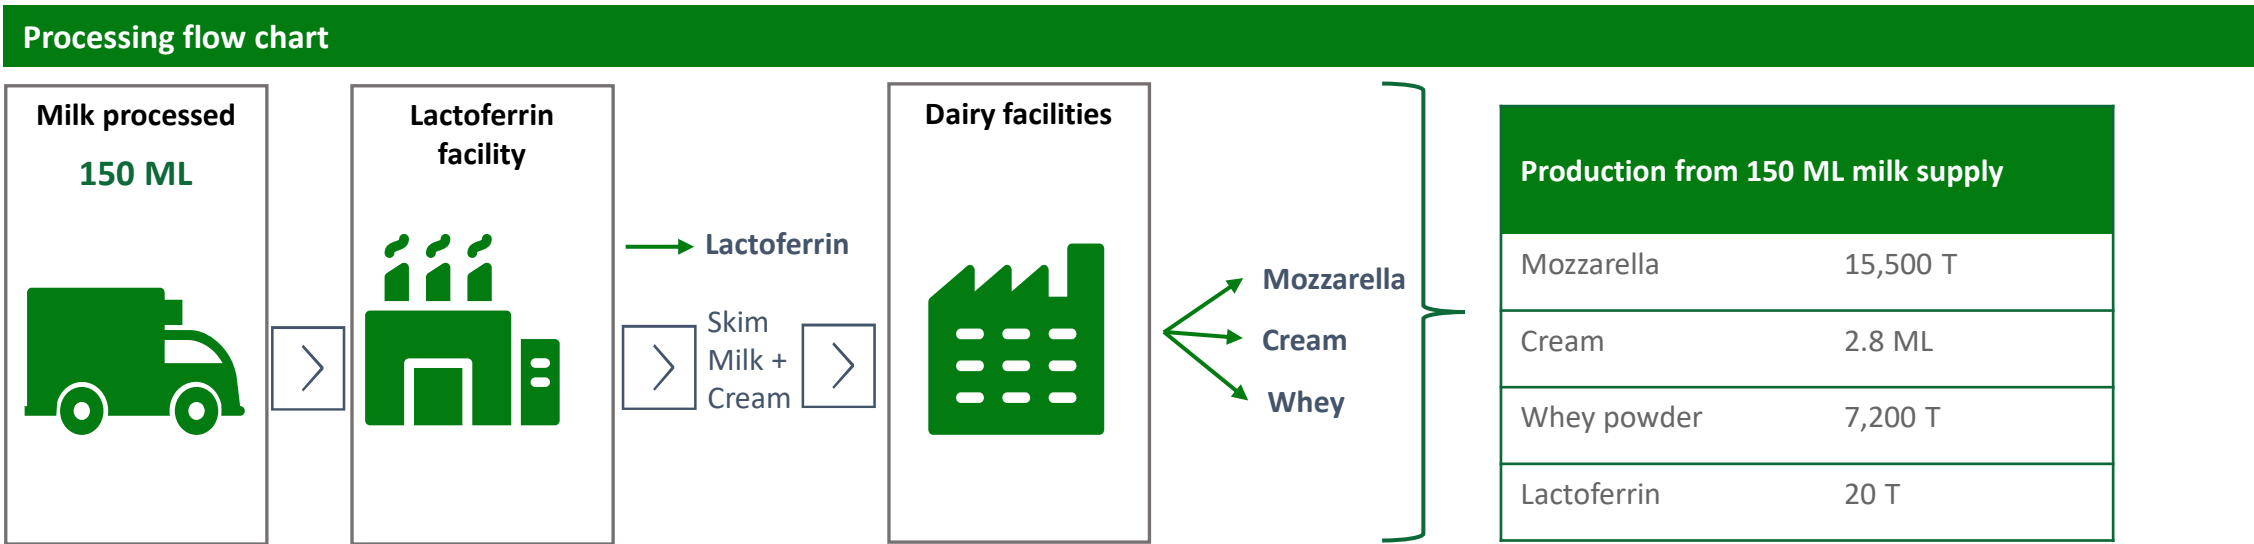 Processing flow chart
Milk processed
150 ML
Lactoferrin
facility
Lactoferrin
Skim
Milk +
Cream
Dairy facilities
Mozzarella
Cream
Whey
Production from 150 ML milk supply
Mozzarella 15,500 T
Cream 2.8 ML
Whey powder 7,200 T
Lactoferrin 20 T